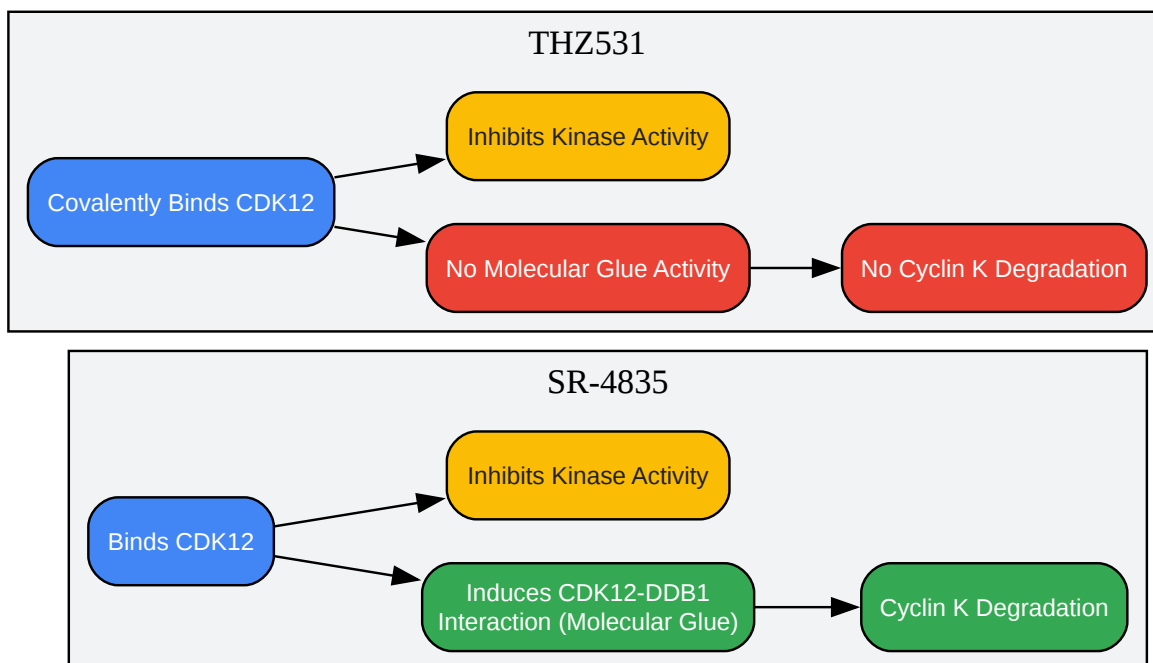 THZ531
Inhibits Kinase Activity
Covalently Binds CDK12
No Molecular Glue Activity
No Cyclin K Degradation
SR-4835
Inhibits Kinase Activity
Binds CDK12
Induces CDK12-DDB1
Interaction (Molecular Glue)
Cyclin K Degradation